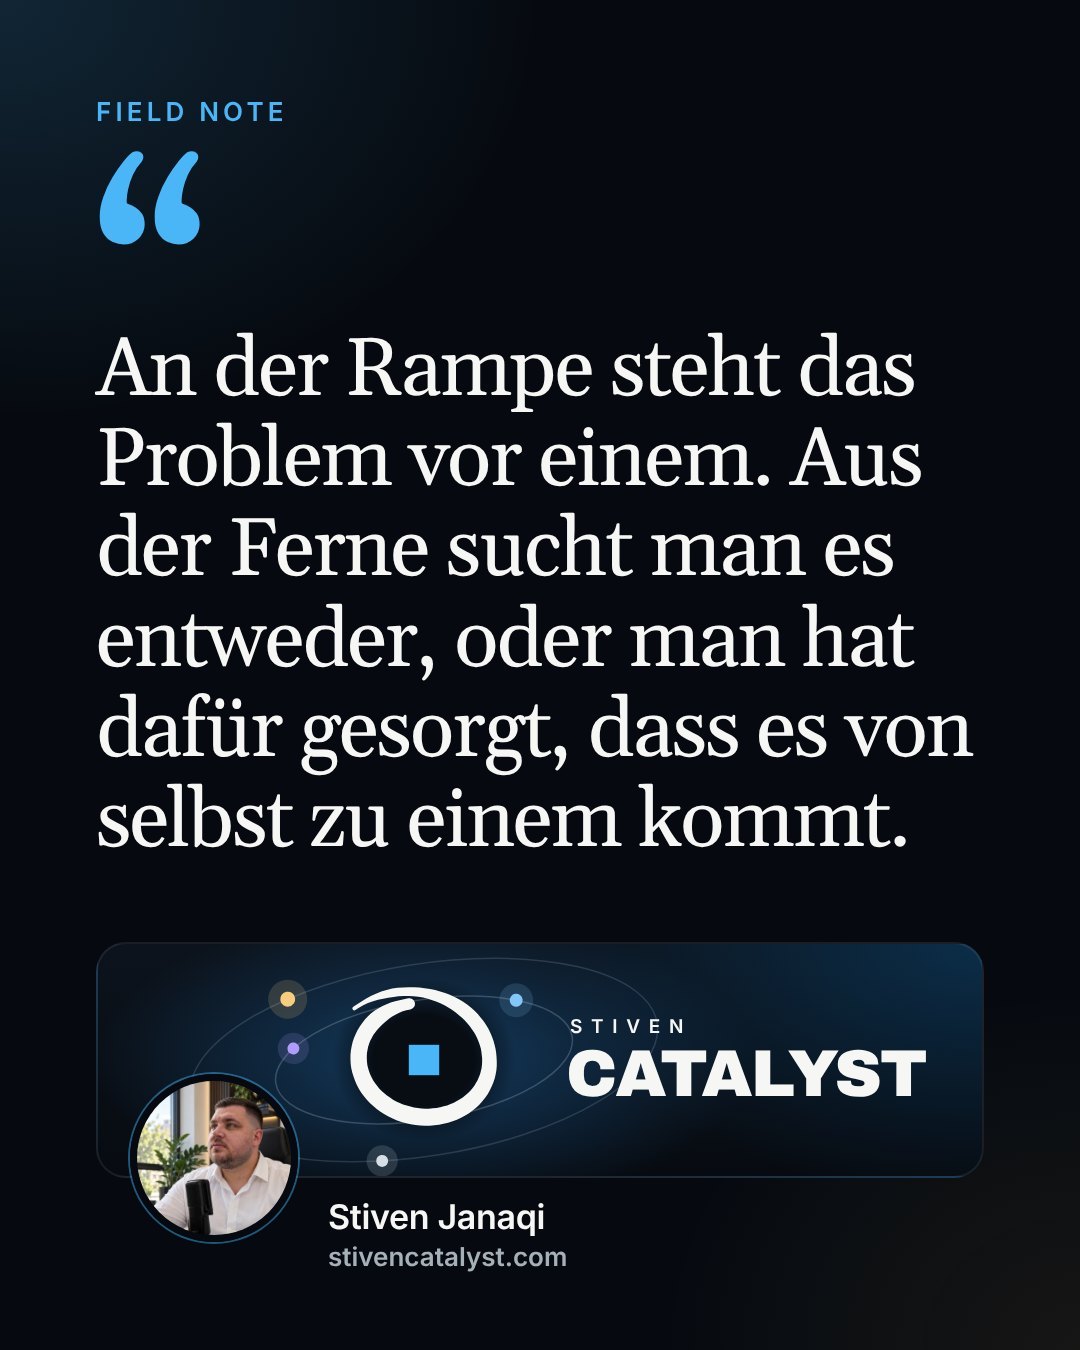 FIELD NOTE
“
An der Rampe steht das
Problem vor einem. Aus
der Ferne sucht man es
entweder, oder man hat
dafür gesorgt, dass es von
selbst zu einem kommt.
STIVEN
CATALYST
Stiven Janaqi
stivencatalyst.com